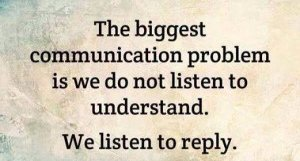 The biggest
communication problem
is we do not listen to
understand.
We listen to reply.